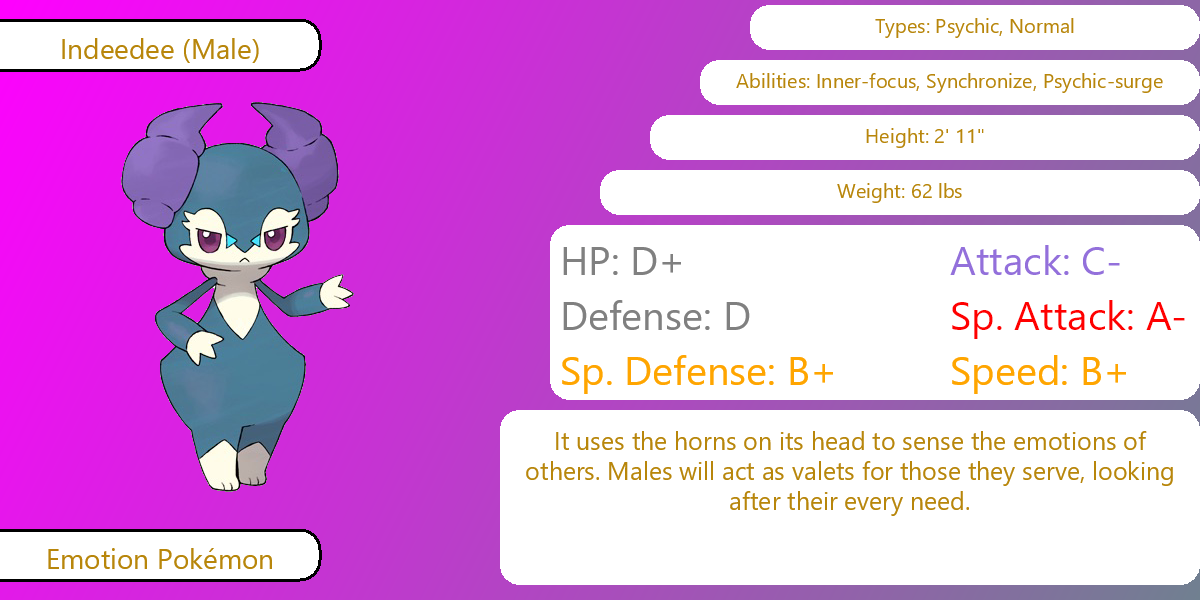 Indeedee (Male)
Types: Psychic, Normal
Abilities: Inner-focus, Synchronize, Psychic-surge
Height: 2' 11"
Weight: 62 lbs
HP: D+
Attack: C-
Defense: D
Sp. Attack: A-
Sp. Defense: B+
Speed: B+
It uses the horns on its head to sense the emotions of
others. Males will act as valets for those they serve, looking
after their every need.
Emotion Pokémon